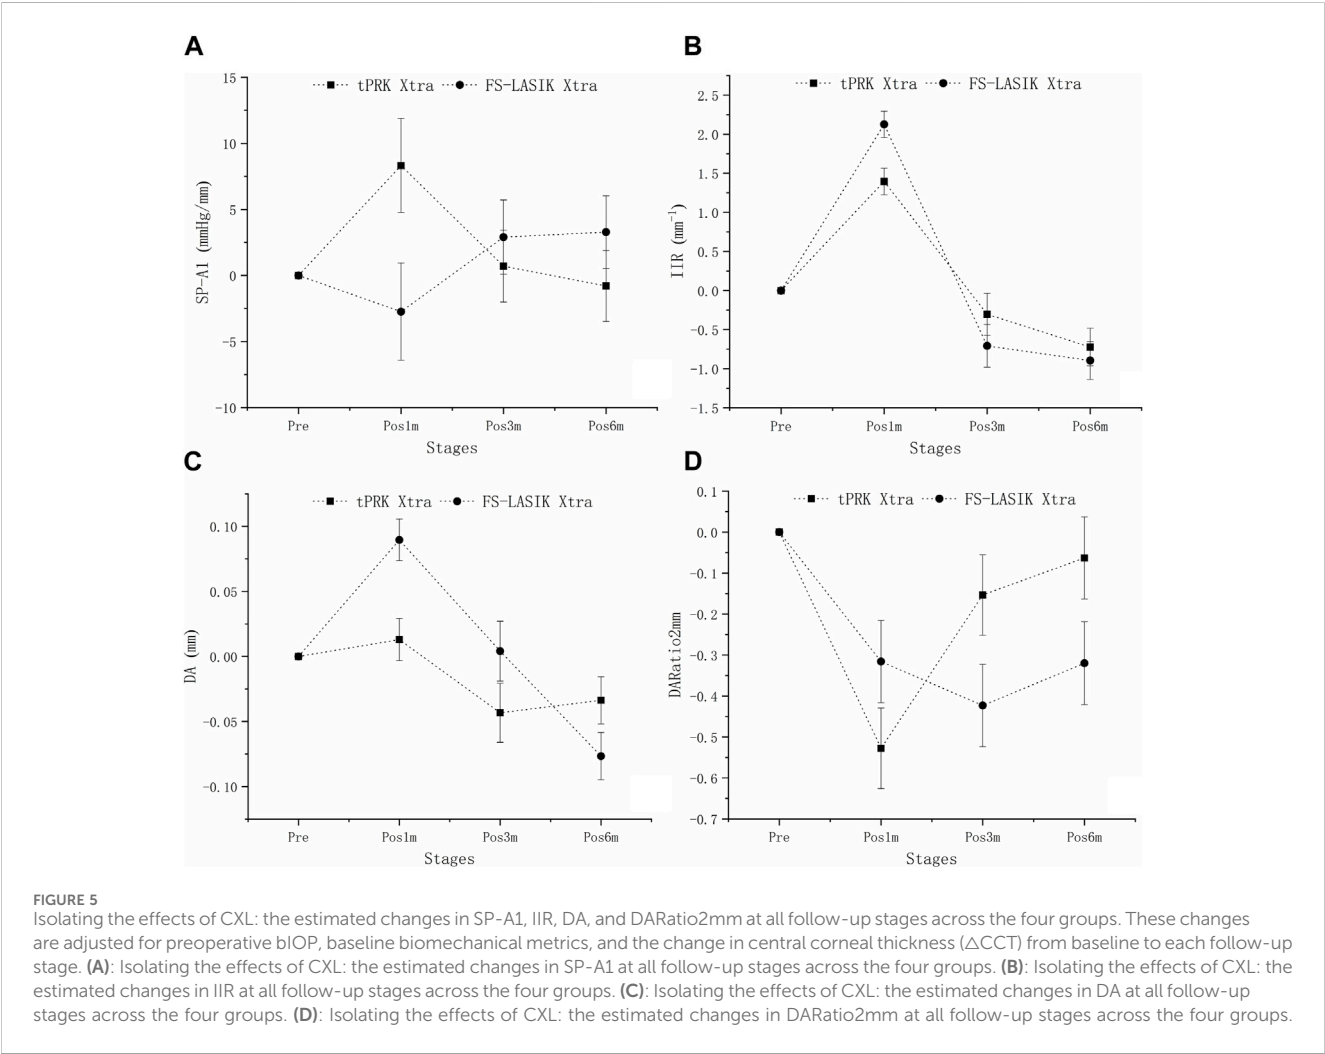 A
tPRK Xtra
FS-LASIK Xtra
15
10
5
0
-5
-10
SP-A1 (mmHg/mm)
Pre
Pos1m
Pos3m
Pos6m
Stages
B
tPRK Xtra
FS-LASIK Xtra
2.5
2.0
1.5
1.0
0.5
0.0
-0.5
-1.0
-1.5
IIR (mm⁻¹)
Pre
Pos1m
Pos3m
Pos6m
Stages
C
tPRK Xtra
FS-LASIK Xtra
0.10
0.05
0.00
-0.05
-0.10
DA (mm)
Pre
Pos1m
Pos3m
Pos6m
Stages
D
tPRK Xtra
FS-LASIK Xtra
0.1
0.0
-0.1
-0.2
-0.3
-0.4
-0.5
-0.6
-0.7
DARatio2mm
Pre
Pos1m
Pos3m
Pos6m
Stages
FIGURE 5
Isolating the effects of CXL: the estimated changes in SP-A1, IIR, DA, and DARatio2mm at all follow-up stages across the four groups. These changes
are adjusted for preoperative bIOP, baseline biomechanical metrics, and the change in central corneal thickness (△CCT) from baseline to each follow-up
stage. (A): Isolating the effects of CXL: the estimated changes in SP-A1 at all follow-up stages across the four groups. (B): Isolating the effects of CXL: the
estimated changes in IIR at all follow-up stages across the four groups. (C): Isolating the effects of CXL: the estimated changes in DA at all follow-up
stages across the four groups. (D): Isolating the effects of CXL: the estimated changes in DARatio2mm at all follow-up stages across the four groups.